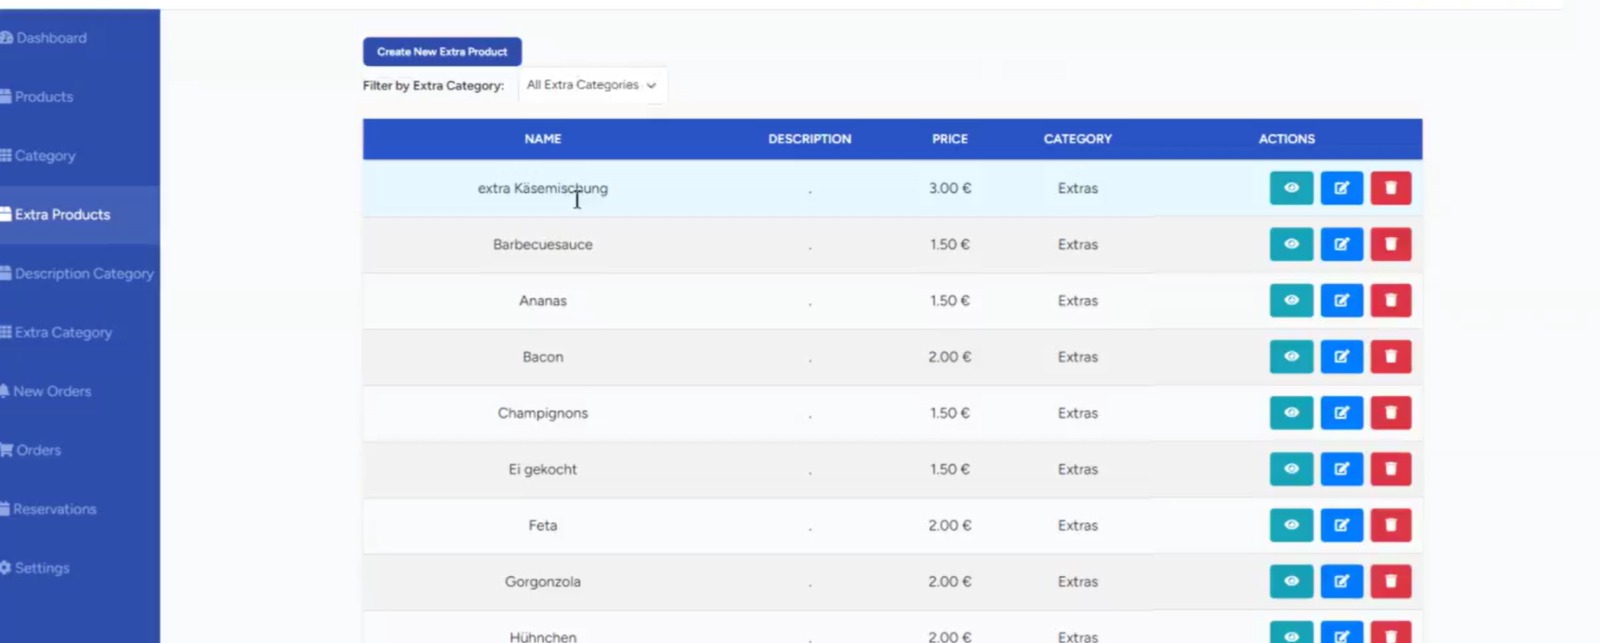 Dashboard
Products
Category
Extra Products
Description Category
Extra Category
New Orders
Orders
Reservations
Settings
Create New Extra Product
Filter by Extra Category: All Extra Categories
NAME DESCRIPTION PRICE CATEGORY ACTIONS
extra Käsemischung . 3.00 € Extras
Barbecuesauce . 1.50 € Extras
Ananas . 1.50 € Extras
Bacon . 2.00 € Extras
Champignons . 1.50 € Extras
Ei gekocht . 1.50 € Extras
Feta . 2.00 € Extras
Gorgonzola . 2.00 € Extras
Hühnchen . 2.00 € Extras